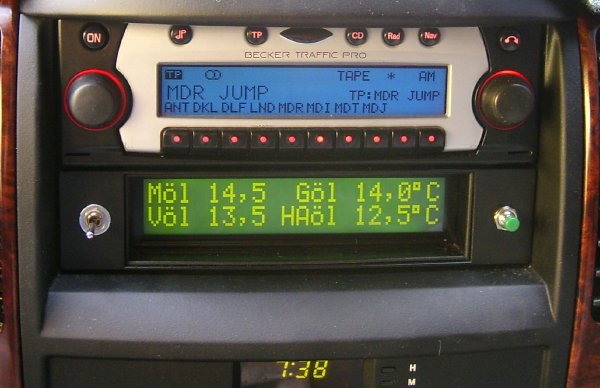 ON JP TP CD Rad Nav
BECKER TRAFFIC PRO
TP TAPE * AM
MDR JUMP TP:MDR JUMP
ANT DKL DLF LND MDR MDI MDT MDJ
Möl 14,5 Göl 14,0°C
Völ 13,5 HAöl 12,5°C
7:38
H
M